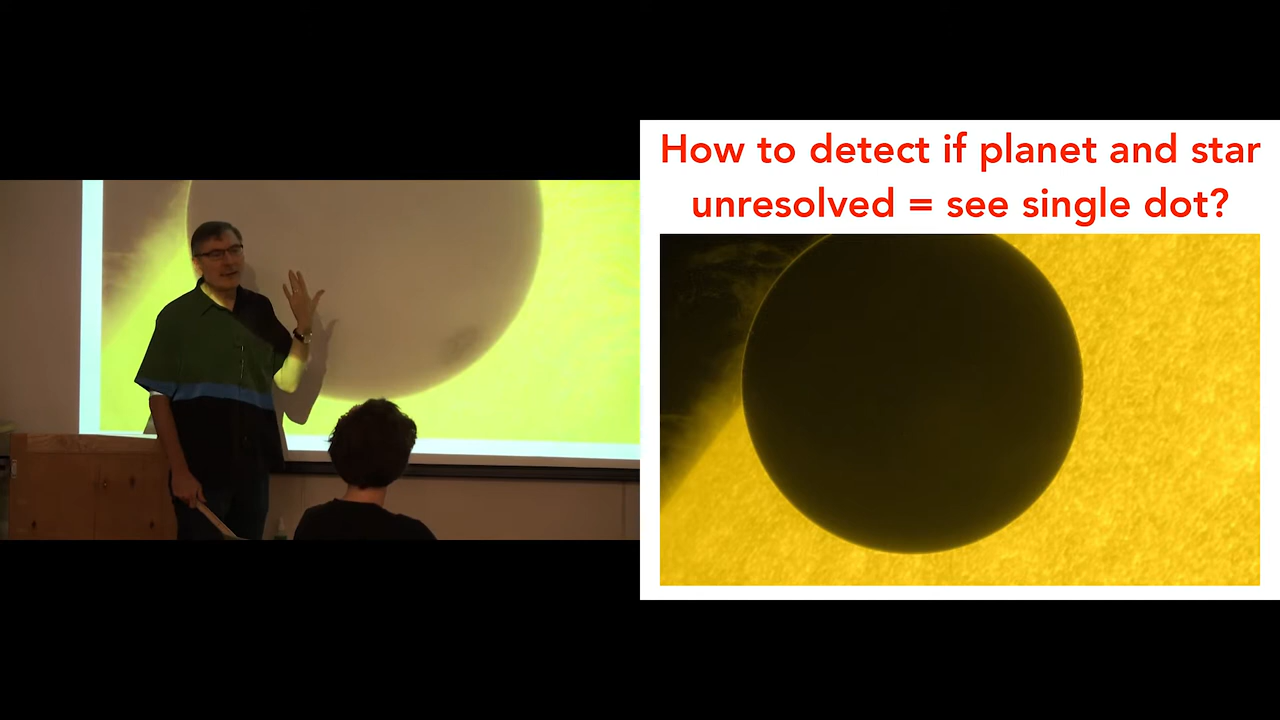 How to detect if planet and star
unresolved = see single dot?